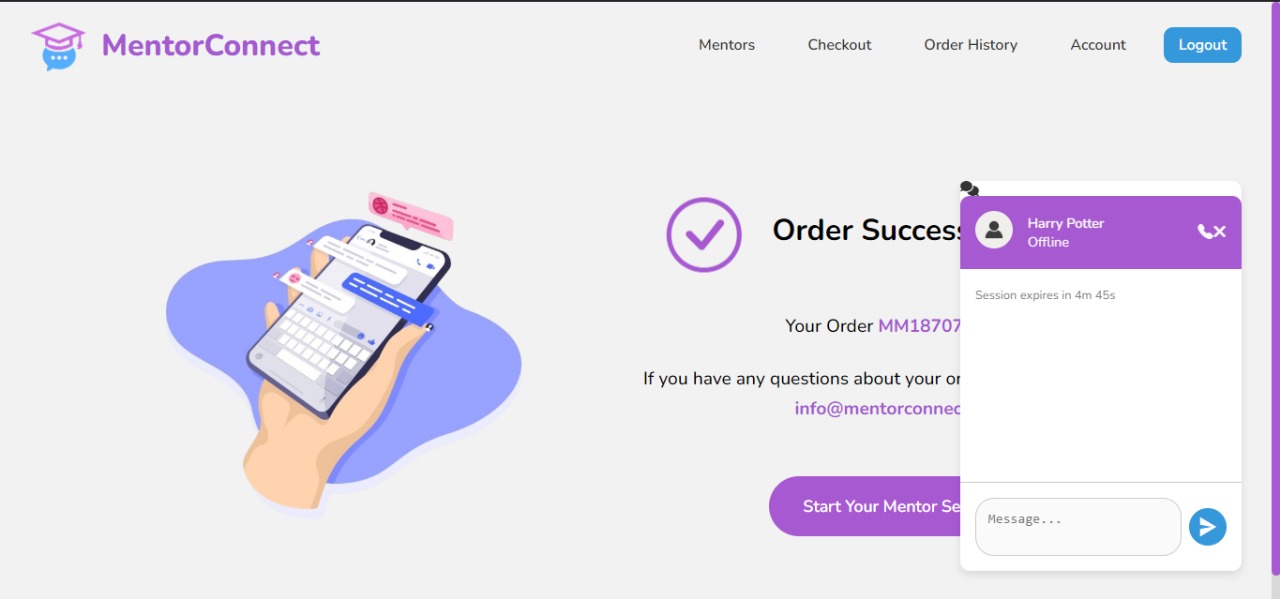 MentorConnect
Mentors
Checkout
Order History
Account
Logout
Order Success
Your Order MM18707
If you have any questions about your or
info@mentorconnec
Start Your Mentor Se
Harry Potter
Offline
Session expires in 4m 45s
Message...